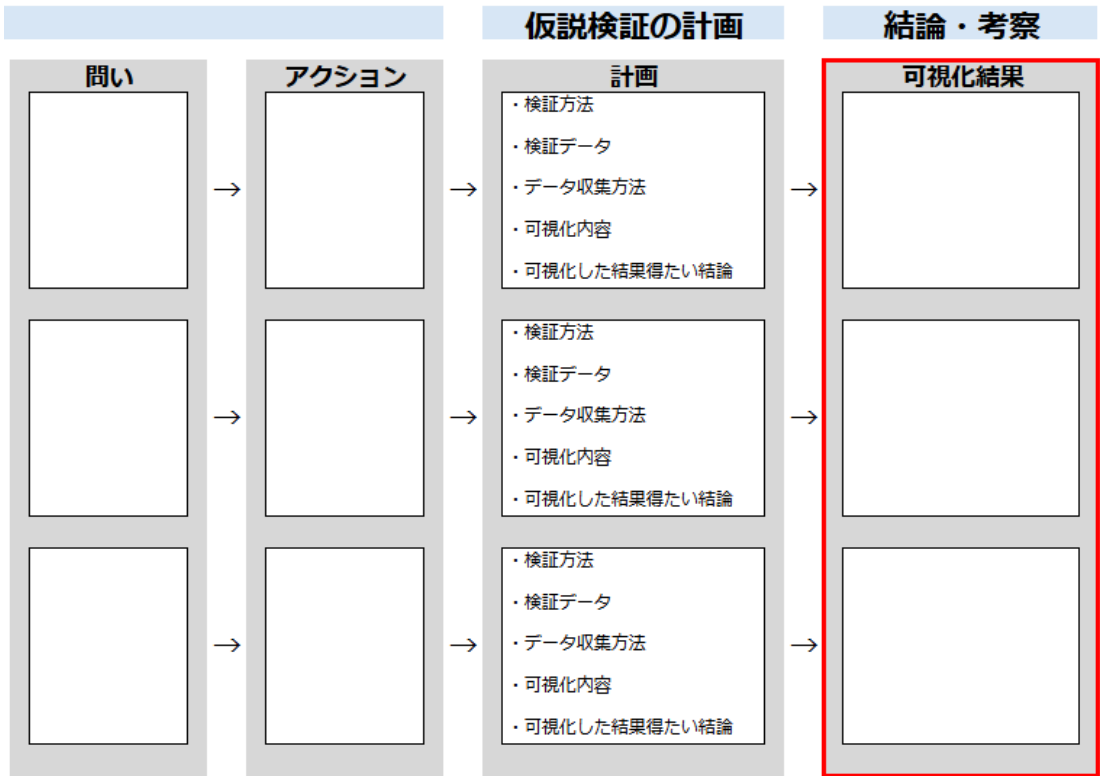 仮説検証の計画
結論・考察
問い
アクション
計画
可視化結果
・検証方法
・検証データ
→
→
・データ収集方法
→
・可視化内容
・可視化した結果得たい結論
・検証方法
・検証データ
→
→
・データ収集方法
→
・可視化内容
・可視化した結果得たい結論
・検証方法
・検証データ
→
→
・データ収集方法
→
・可視化内容
・可視化した結果得たい結論